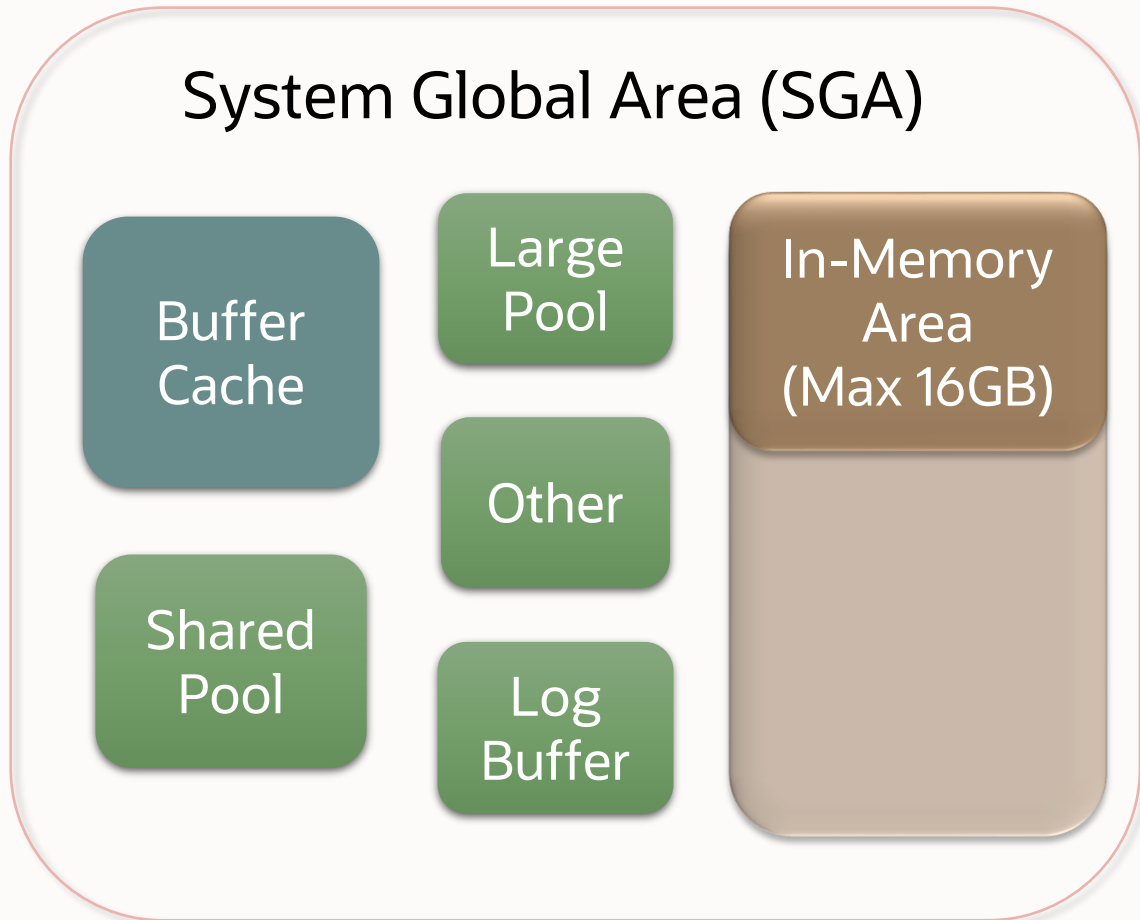 System Global Area (SGA)
Buffer
Cache
Shared
Pool
Large
Pool
Other
Log
Buffer
In-Memory
Area
(Max 16GB)